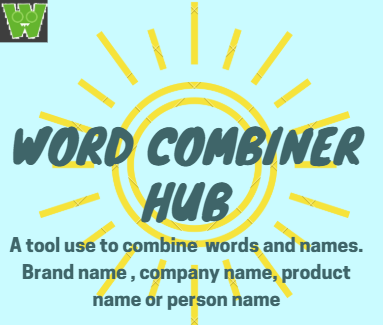 W
WORD COMBINER
HUB
A tool use to combine words and names.
Brand name , company name, product
name or person name